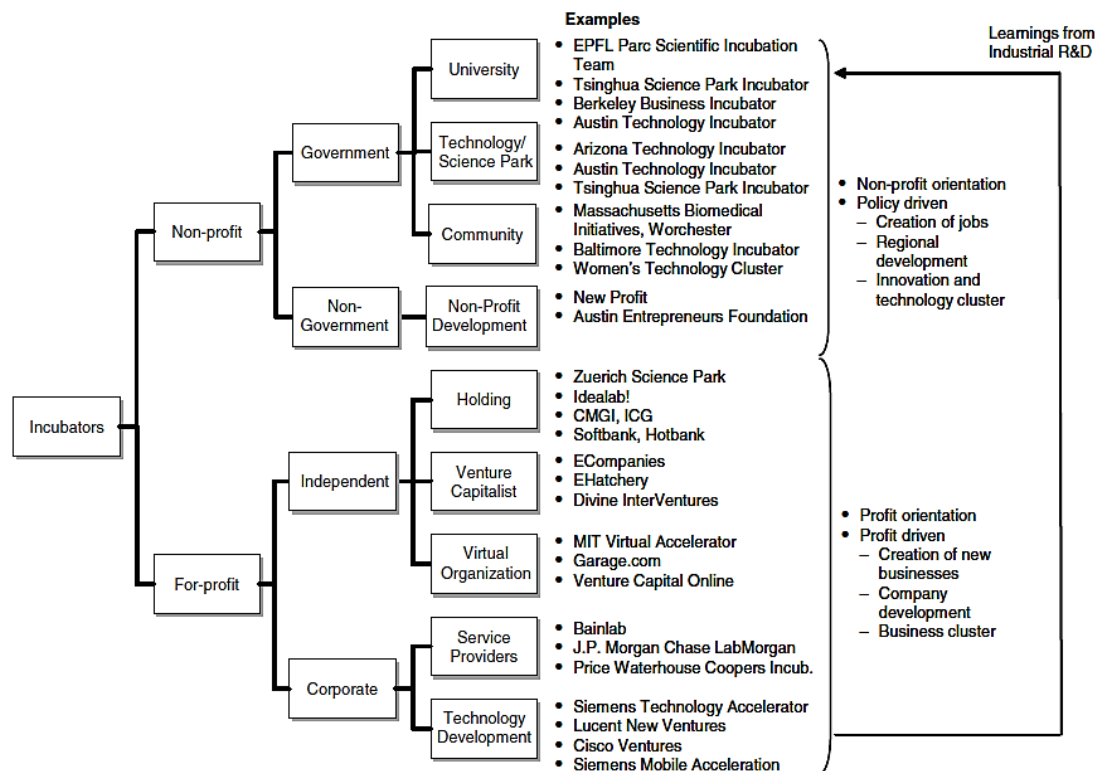 Examples
Learnings from
Industrial R&D
Incubators
Non-profit
For-profit
Government
Non-
Government
Independent
Corporate
University
• EPFL Parc Scientific Incubation
Team
• Tsinghua Science Park Incubator
• Berkeley Business Incubator
• Austin Technology Incubator
Technology/
Science Park
• Arizona Technology Incubator
• Austin Technology Incubator
• Tsinghua Science Park Incubator
Community
• Massachusetts Biomedical
Initiatives, Worchester
• Baltimore Technology Incubator
• Women's Technology Cluster
Non-Profit
Development
• New Profit
• Austin Entrepreneurs Foundation
• Non-profit orientation
• Policy driven
– Creation of jobs
– Regional
development
– Innovation and
technology cluster
Holding
• Zuerich Science Park
• Idealab!
• CMGI, ICG
• Softbank, Hotbank
Venture
Capitalist
• ECompanies
• EHatchery
• Divine InterVentures
Virtual
Organization
• MIT Virtual Accelerator
• Garage.com
• Venture Capital Online
Service
Providers
• Bainlab
• J.P. Morgan Chase LabMorgan
• Price Waterhouse Coopers Incub.
Technology
Development
• Siemens Technology Accelerator
• Lucent New Ventures
• Cisco Ventures
• Siemens Mobile Acceleration
• Profit orientation
• Profit driven
– Creation of new
businesses
– Company
development
– Business cluster